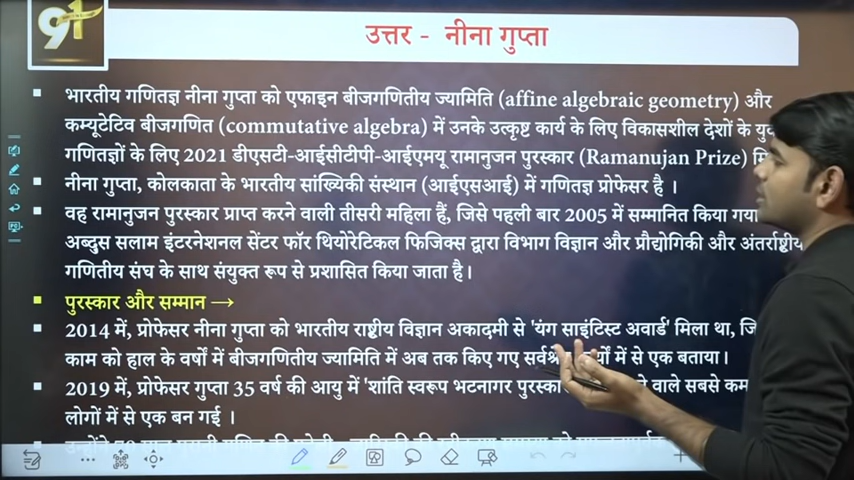 उत्तर - नीना गुप्ता
भारतीय गणितज्ञ नीना गुप्ता को एफाइन बीजगणितीय ज्यामिति (affine algebraic geometry) और
कम्यूटेटिव बीजगणित (commutative algebra) में उनके उत्कृष्ट कार्य के लिए विकासशील देशों के
गणितज्ञों के लिए 2021 डीएसटी-आईसीटीपी-आईएमयू रामानुजन पुरस्कार (Ramanujan Prize)
नीना गुप्ता, कोलकाता के भारतीय सांख्यिकी संस्थान (आईएसआई) में गणितज्ञ प्रोफेसर है ।
वह रामानुजन पुरस्कार प्राप्त करने वाली तीसरी महिला हैं, जिसे पहली बार 2005 में सम्मानित किया गया
अब्दुस सलाम इंटरनेशनल सेंटर फॉर थियोरेटिकल फिजिक्स द्वारा विभाग विज्ञान और प्रौद्योगिकी और अंतर्राष्ट्रीय
गणितीय संघ के साथ संयुक्त रूप से प्रशासित किया जाता है।
पुरस्कार और सम्मान →
2014 में, प्रोफेसर नीना गुप्ता को भारतीय राष्ट्रीय विज्ञान अकादमी से 'यंग साइंटिस्ट अवार्ड' मिला था,
काम को हाल के वर्षों में बीजगणितीय ज्यामिति में अब तक किए गए में से एक बताया।
2019 में, प्रोफेसर गुप्ता 35 वर्ष की आयु में 'शांति स्वरूप भटनागर वाले सबसे कम
लोगों में से एक बन गई ।